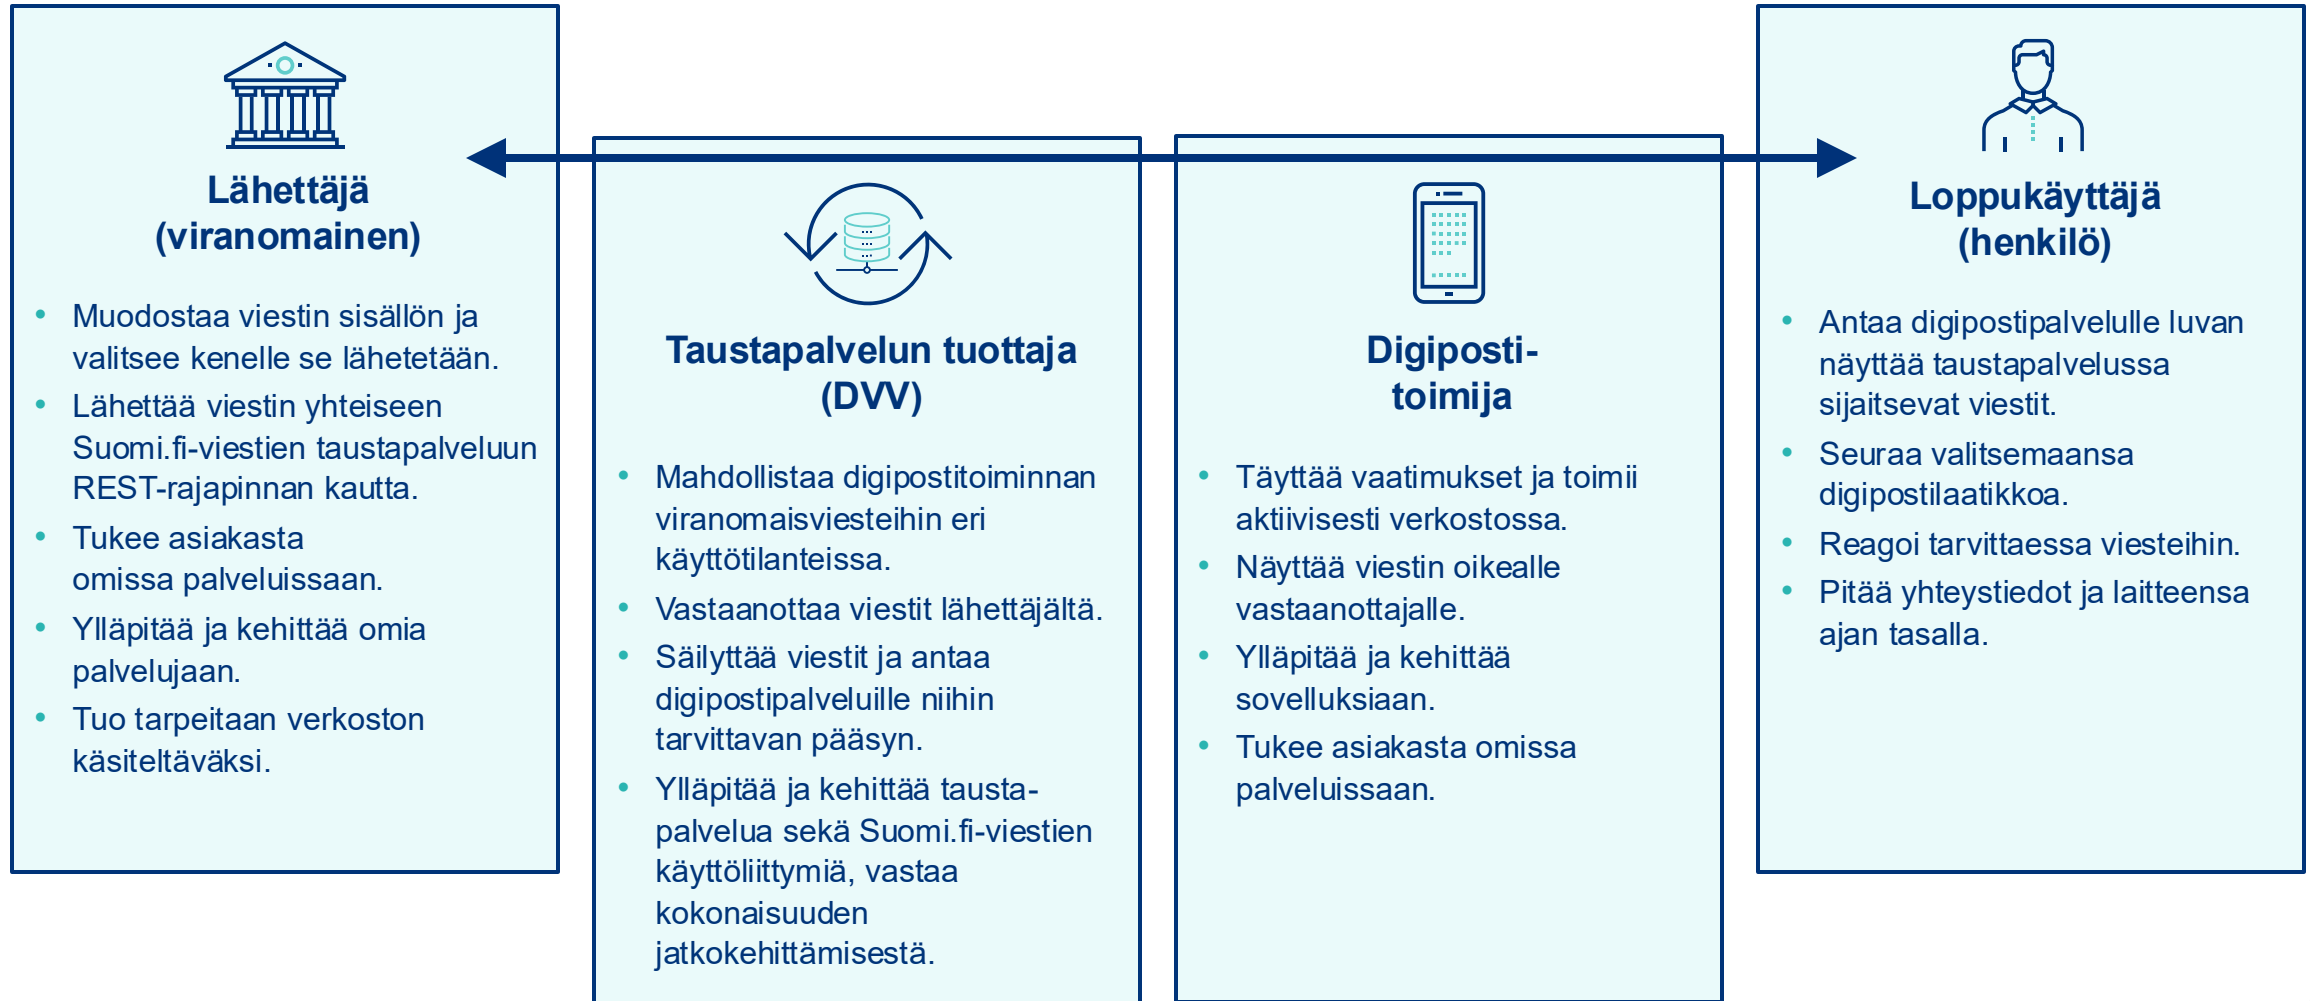 Lähettäjä
(viranomainen)
• Muodostaa viestin sisällön ja
valitsee kenelle se lähetetään.
• Lähettää viestin yhteiseen
Suomi.fi-viestien taustapalveluun
REST-rajapinnan kautta.
• Tukee asiakasta
omissa palveluissaan.
• Ylläpitää ja kehittää omia
palvelujaan.
• Tuo tarpeitaan verkoston
käsiteltäväksi.
Taustapalvelun tuottaja
(DVV)
• Mahdollistaa digipostitoiminnan
viranomaisviesteihin eri
käyttötilanteissa.
• Vastaanottaa viestit lähettäjältä.
• Säilyttää viestit ja antaa
digipostipalveluille niihin
tarvittavan pääsyn.
• Ylläpitää ja kehittää tausta-
palvelua sekä Suomi.fi-viestien
käyttöliittymiä, vastaa
kokonaisuuden
jatkokehittämisestä.
Digiposti-
toimija
• Täyttää vaatimukset ja toimii
aktiivisesti verkostossa.
• Näyttää viestin oikealle
vastaanottajalle.
• Ylläpitää ja kehittää
sovelluksiaan.
• Tukee asiakasta omissa
palveluissaan.
Loppukäyttäjä
(henkilö)
• Antaa digipostipalvelulle luvan
näyttää taustapalvelussa
sijaitsevat viestit.
• Seuraa valitsemaansa
digipostilaatikkoa.
• Reagoi tarvittaessa viesteihin.
• Pitää yhteystiedot ja laitteensa
ajan tasalla.